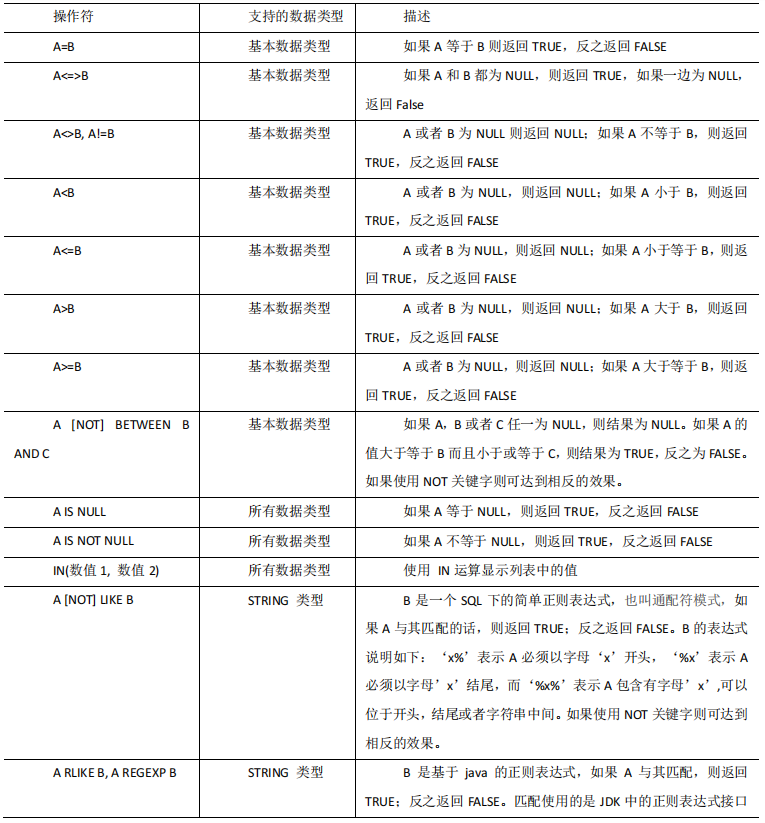 操作符 支持的数据类型 描述
A=B 基本数据类型 如果 A 等于 B 则返回 TRUE，反之返回 FALSE
A<=>B 基本数据类型 如果 A 和 B 都为 NULL，则返回 TRUE，如果一边为 NULL，
返回 False
A<>B, A!=B 基本数据类型 A 或者 B 为 NULL 则返回 NULL；如果 A 不等于 B，则返回
TRUE，反之返回 FALSE
A<B 基本数据类型 A 或者 B 为 NULL，则返回 NULL；如果 A 小于 B，则返回
TRUE，反之返回 FALSE
A<=B 基本数据类型 A 或者 B 为 NULL，则返回 NULL；如果 A 小于等于 B，则返
回 TRUE，反之返回 FALSE
A>B 基本数据类型 A 或者 B 为 NULL，则返回 NULL；如果 A 大于 B，则返回
TRUE，反之返回 FALSE
A>=B 基本数据类型 A 或者 B 为 NULL，则返回 NULL；如果 A 大于等于 B，则返
回 TRUE，反之返回 FALSE
A [NOT] BETWEEN B 基本数据类型 如果 A，B 或者 C 任一为 NULL，则结果为 NULL。如果 A 的
AND C 值大于等于 B 而且小于或等于 C，则结果为 TRUE，反之为 FALSE。
如果使用 NOT 关键字则可达到相反的效果。
A IS NULL 所有数据类型 如果 A 等于 NULL，则返回 TRUE，反之返回 FALSE
A IS NOT NULL 所有数据类型 如果 A 不等于 NULL，则返回 TRUE，反之返回 FALSE
IN(数值 1, 数值 2) 所有数据类型 使用 IN 运算显示列表中的值
A [NOT] LIKE B STRING 类型 B 是一个 SQL 下的简单正则表达式，也叫通配符模式，如
果 A 与其匹配的话，则返回 TRUE；反之返回 FALSE。B 的表达式
说明如下：‘x%’表示 A 必须以字母‘x’开头，‘%x’表示 A
必须以字母’x’结尾，而‘%x%’表示 A 包含有字母’x’,可以
位于开头，结尾或者字符串中间。如果使用 NOT 关键字则可达到
相反的效果。
A RLIKE B, A REGEXP B STRING 类型 B 是基于 java 的正则表达式，如果 A 与其匹配，则返回
TRUE；反之返回 FALSE。匹配使用的是 JDK 中的正则表达式接口